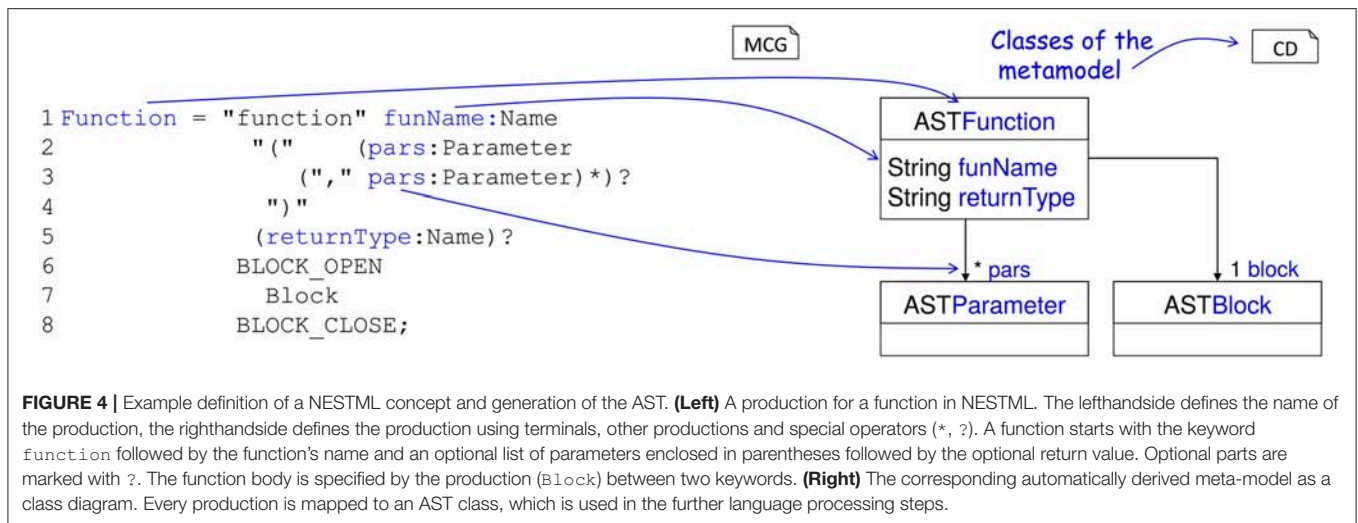 MCG
Classes of the
metamodel
CD
1 Function = "function" funName:Name
2 "(" (pars:Parameter
3 ("," pars:Parameter)*)?
4 ")"
5 (returnType:Name)?
6 BLOCK_OPEN
7 Block
8 BLOCK_CLOSE;
ASTFunction
String funName
String returnType
* pars
1 block
ASTParameter
ASTBlock
FIGURE 4 | Example definition of a NESTML concept and generation of the AST. (Left) A production for a function in NESTML. The lefthandside defines the name of
the production, the righthandside defines the production using terminals, other productions and special operators (*, ?). A function starts with the keyword
function followed by the function's name and an optional list of parameters enclosed in parentheses followed by the optional return value. Optional parts are
marked with ?. The function body is specified by the production (Block) between two keywords. (Right) The corresponding automatically derived meta-model as a
class diagram. Every production is mapped to an AST class, which is used in the further language processing steps.